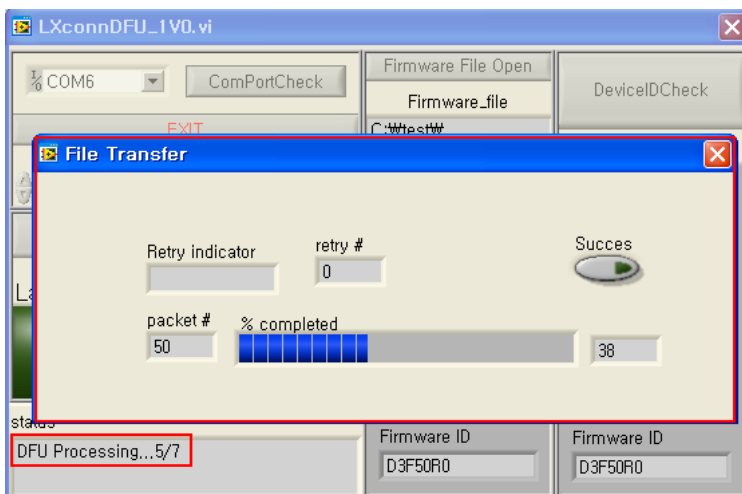 LXconnDFU_1V0.vi
COM6
ComPortCheck
Firmware File Open
Firmware_file
DeviceIDCheck
EXIT
C:₩test₩
File Transfer
Retry indicator
retry #
0
Succes
packet #
50
% completed
38
status
DFU Processing...5/7
Firmware ID
D3F50R0
Firmware ID
D3F50R0